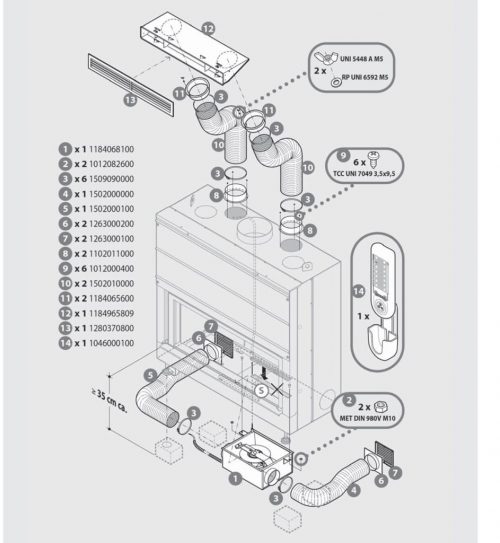 12
UNI 5448 A M5
2 x
RP UNI 6592 M5
11
3
13
11
3
10
10
9
6 x
TCC UNI 7049 3,5x9,5
1 x 1 1184068100
2 x 2 1012082600
3 x 6 1509090000
4 x 1 1502000000
5 x 1 1502000100
6 x 2 1263000200
7 x 2 1263000100
8 x 2 1102011000
9 x 6 1012000400
10 x 2 1502010000
11 x 2 1184065600
12 x 1 1184965809
13 x 1 1280370800
14 x 1 1046000100
3
8
3
9
8
14
1 x
7
6
5
≥ 35 cm ca.
S
2
2 x
MET DIN 980V M10
3
1
3
4
6
7